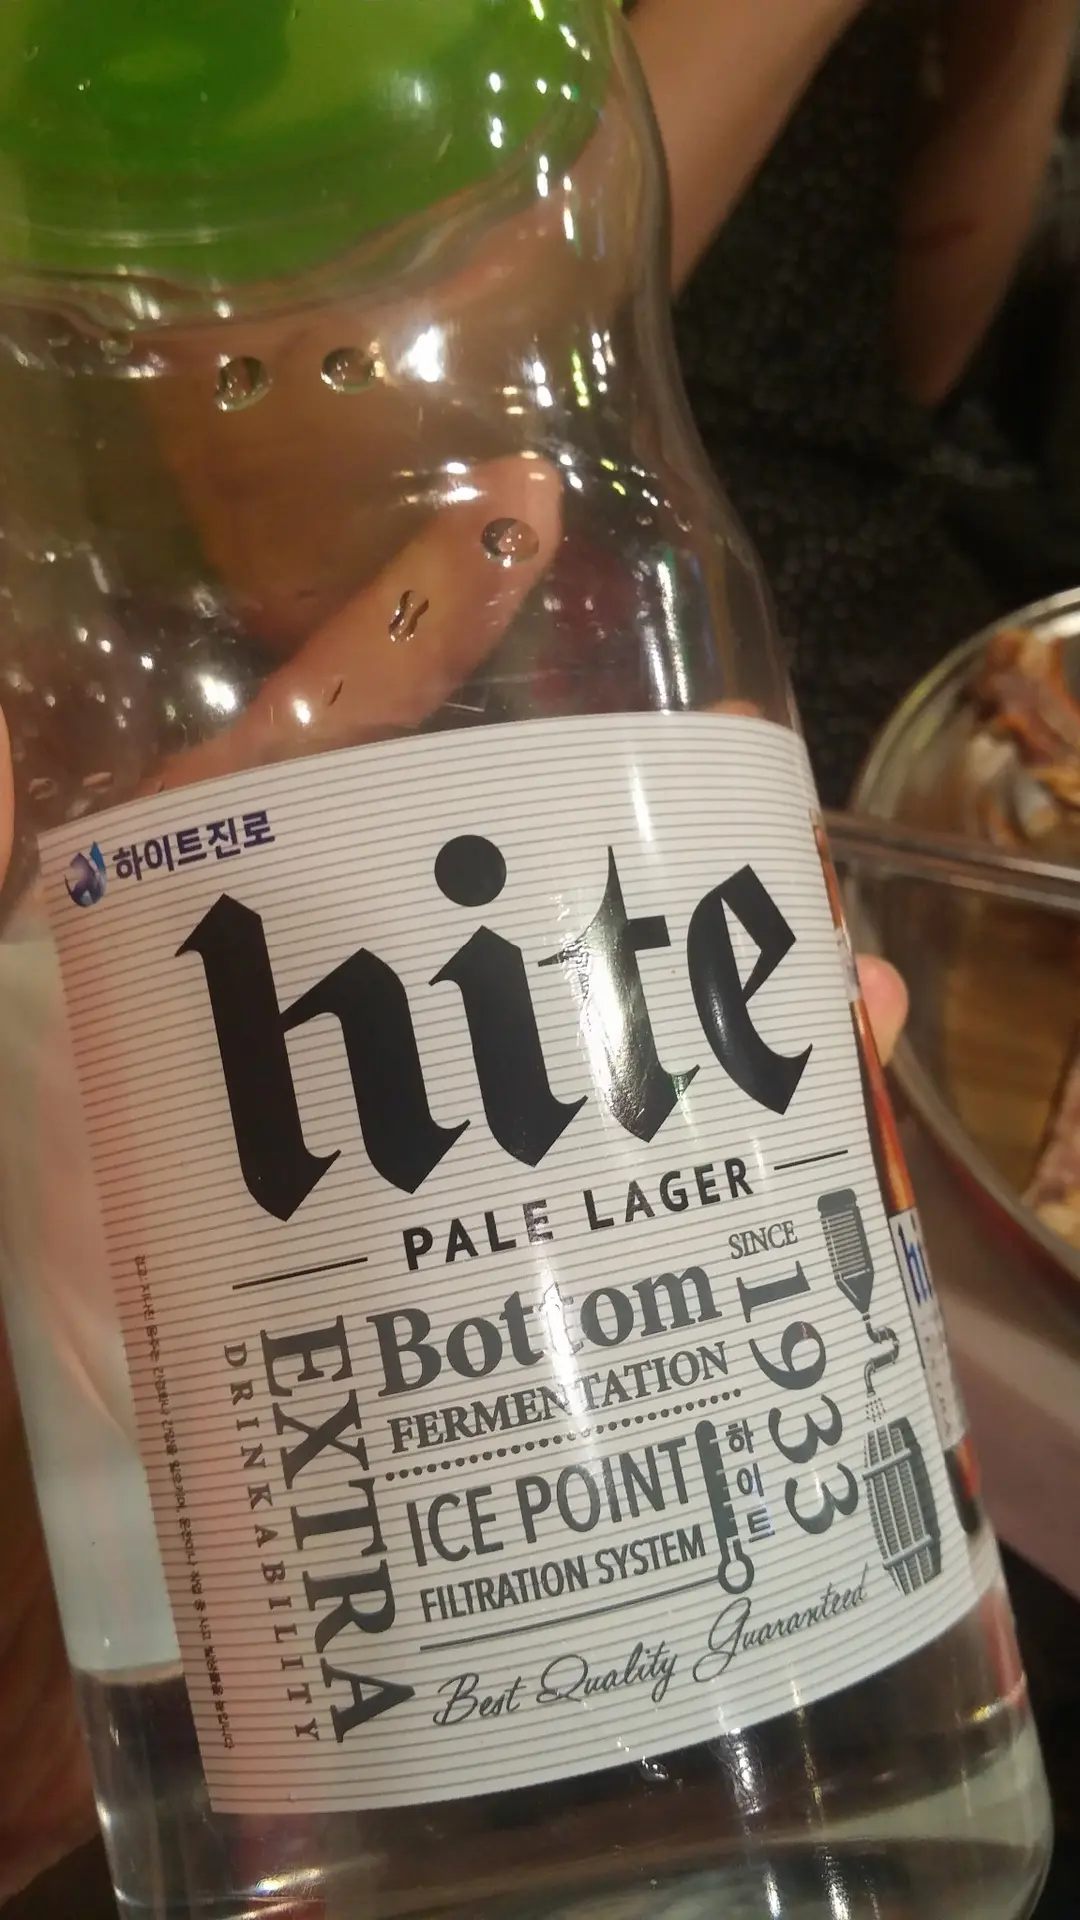 하이트진로
hite
PALE LAGER
EXTRA
DRINKABILITY
Bottom
FERMENTATION
ICE POINT
FILTRATION SYSTEM
하이트
SINCE
1933
Best Quality Guaranteed